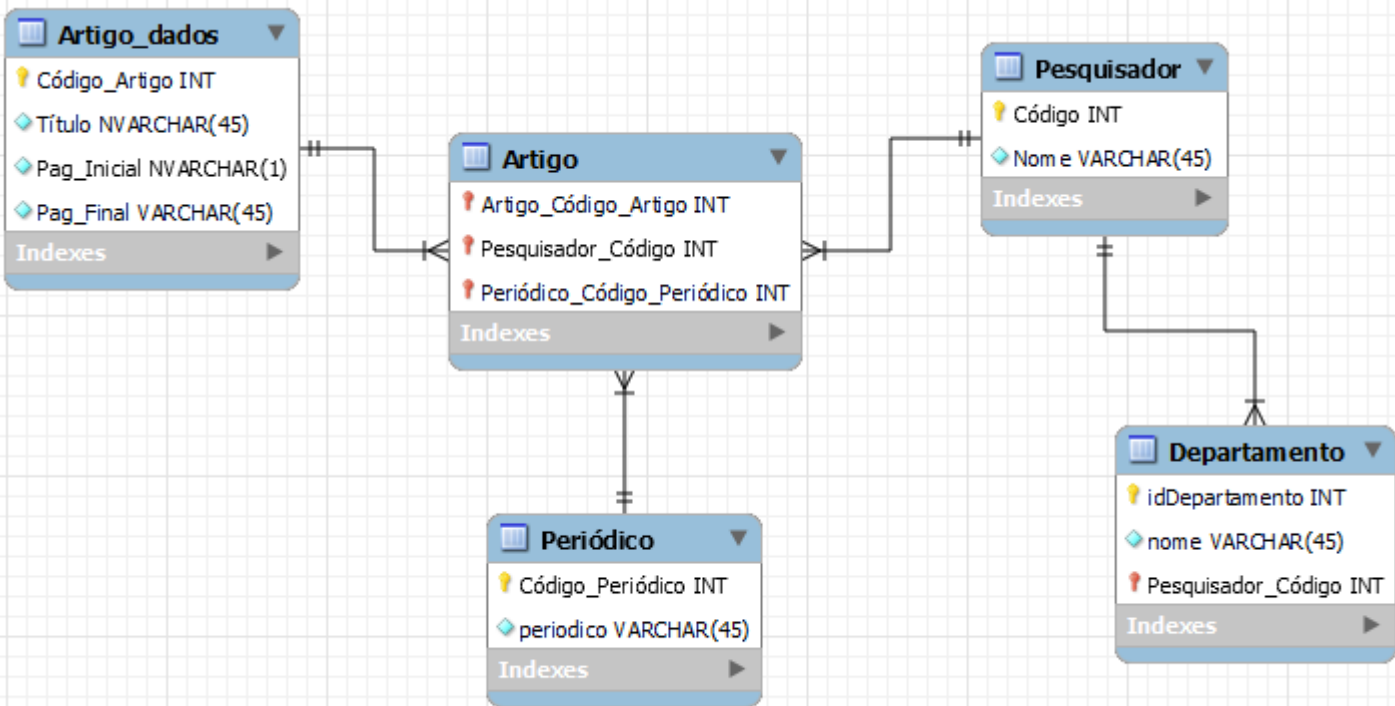 Artigo_dados
Código_Artigo INT
Título NVARCHAR(45)
Pag_Inicial NVARCHAR(1)
Pag_Final VARCHAR(45)
Indexes
Artigo
Artigo_Código_Artigo INT
Pesquisador_Código INT
Periódico_Código_Periódico INT
Indexes
Pesquisador
Código INT
Nome VARCHAR(45)
Indexes
Periódico
Código_Periódico INT
periodico VARCHAR(45)
Indexes
Departamento
idDepartamento INT
nome VARCHAR(45)
Pesquisador_Código INT
Indexes